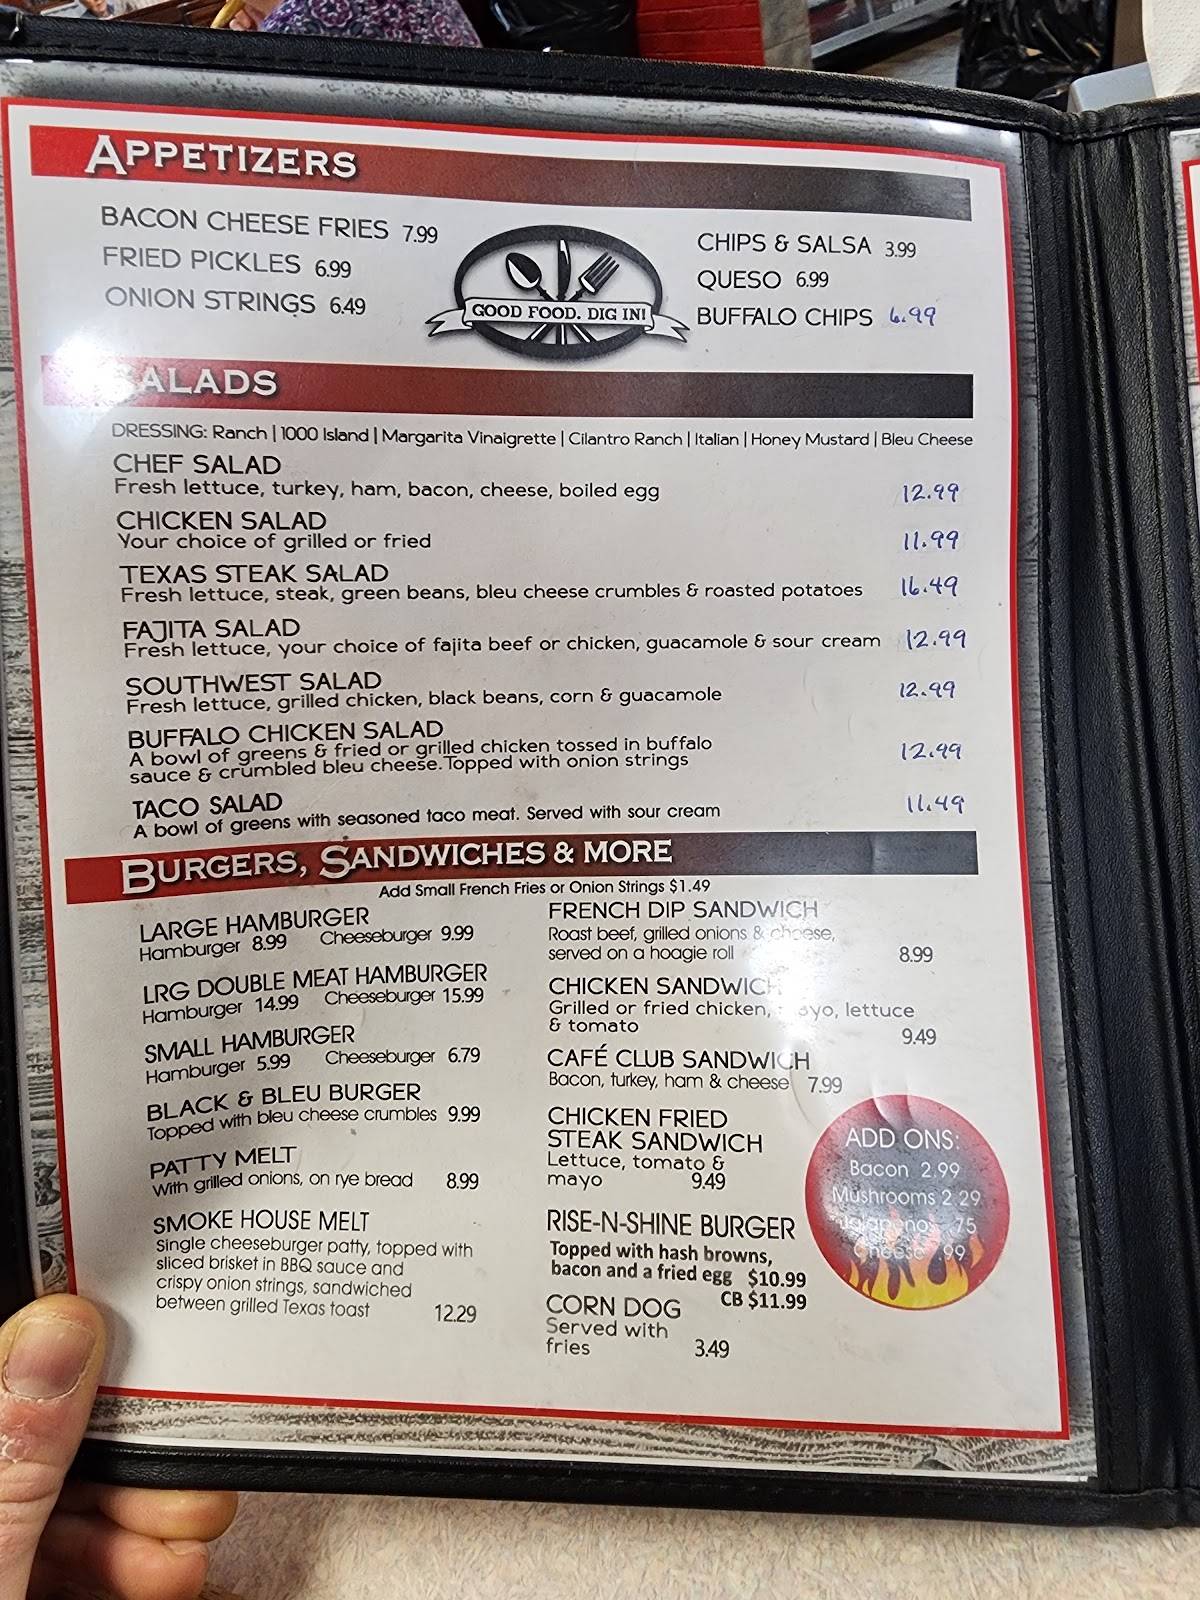 APPETIZERS
BACON CHEESE FRIES 7.99
FRIED PICKLES 6.99
ONION STRINGS 6.49
GOOD FOOD. DIG IN!
CHIPS & SALSA 3.99
QUESO 6.99
BUFFALO CHIPS 6.99
SALADS
DRESSING: Ranch | 1000 Island | Margarita Vinaigrette | Cilantro Ranch | Italian | Honey Mustard | Bleu Cheese
CHEF SALAD
Fresh lettuce, turkey, ham, bacon, cheese, boiled egg 12.99
CHICKEN SALAD
Your choice of grilled or fried 11.99
TEXAS STEAK SALAD
Fresh lettuce, steak, green beans, bleu cheese crumbles & roasted potatoes 16.49
FAJITA SALAD
Fresh lettuce, your choice of fajita beef or chicken, guacamole & sour cream 12.99
SOUTHWEST SALAD
Fresh lettuce, grilled chicken, black beans, corn & guacamole 12.99
BUFFALO CHICKEN SALAD
A bowl of greens & fried or grilled chicken tossed in buffalo
sauce & crumbled bleu cheese. Topped with onion strings 12.99
TACO SALAD
A bowl of greens with seasoned taco meat. Served with sour cream 11.49
BURGERS, SANDWICHES & MORE
Add Small French Fries or Onion Strings $1.49
LARGE HAMBURGER
Hamburger 8.99 Cheeseburger 9.99
LRG DOUBLE MEAT HAMBURGER
Hamburger 14.99 Cheeseburger 15.99
SMALL HAMBURGER
Hamburger 5.99 Cheeseburger 6.79
BLACK & BLEU BURGER
Topped with bleu cheese crumbles 9.99
PATTY MELT
With grilled onions, on rye bread 8.99
SMOKE HOUSE MELT
Single cheeseburger patty, topped with
sliced brisket in BBQ sauce and
crispy onion strings, sandwiched
between grilled Texas toast 12.29
FRENCH DIP SANDWICH
Roast beef, grilled onions & cheese,
served on a hoagie roll 8.99
CHICKEN SANDWICH
Grilled or fried chicken, mayo, lettuce
& tomato 9.49
CAFÉ CLUB SANDWICH
Bacon, turkey, ham & cheese 7.99
CHICKEN FRIED
STEAK SANDWICH
Lettuce, tomato &
mayo 9.49
RISE-N-SHINE BURGER
Topped with hash browns,
bacon and a fried egg $10.99
CB $11.99
CORN DOG
Served with
fries 3.49
ADD ONS:
Bacon 2.99
Mushrooms 2.29
Jalapenos .75
Cheese .99